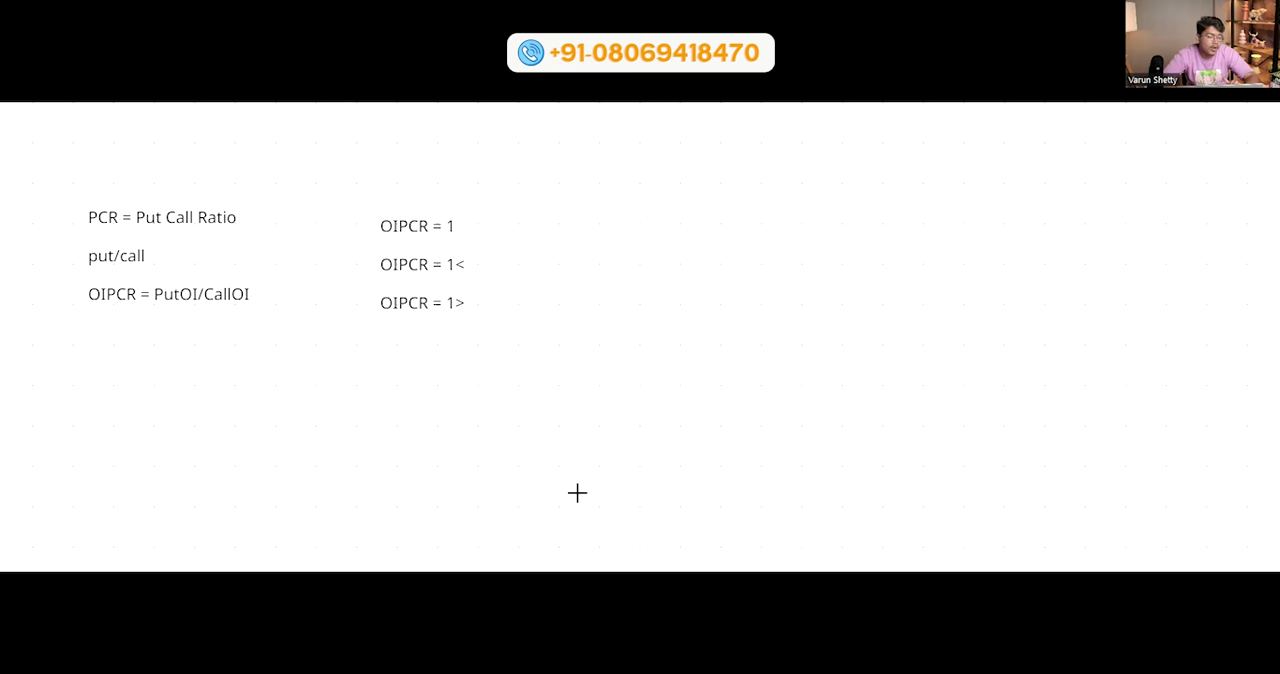 +91-08069418470
Varun Shetty
PCR = Put Call Ratio
put/call
OIPCR = PutOI/CallOI
OIPCR = 1
OIPCR = 1<
OIPCR = 1>